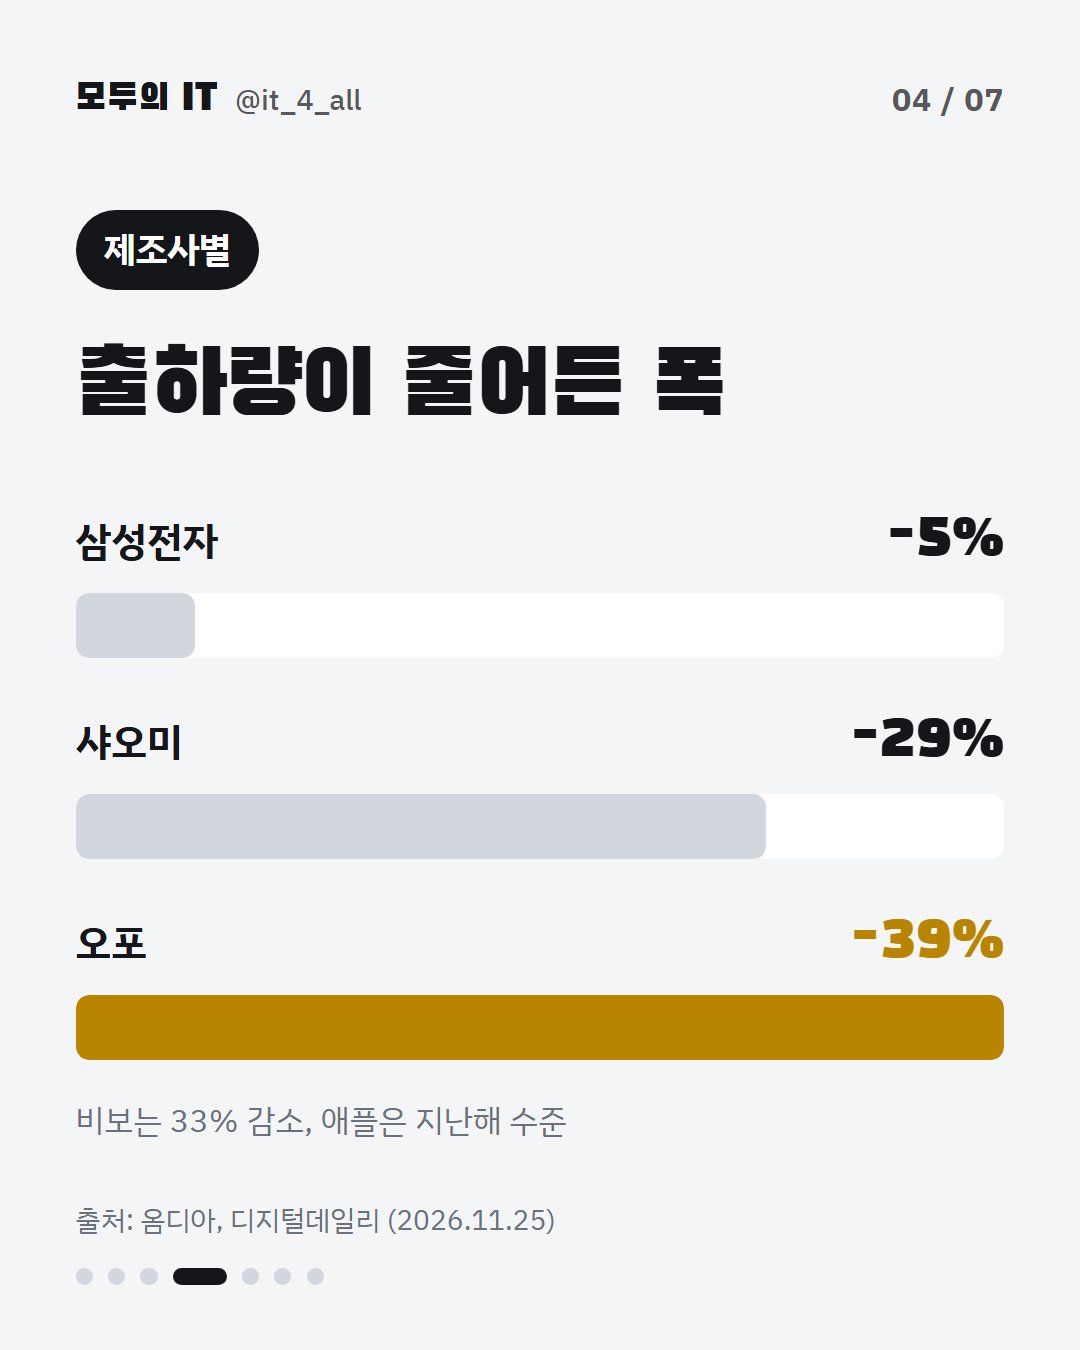 모두의 IT @it_4_all
04 / 07
제조사별
출하량이 줄어든 폭
삼성전자 -5%
샤오미 -29%
오포 -39%
비보는 33% 감소, 애플은 지난해 수준
출처: 옴디아, 디지털데일리 (2026.11.25)